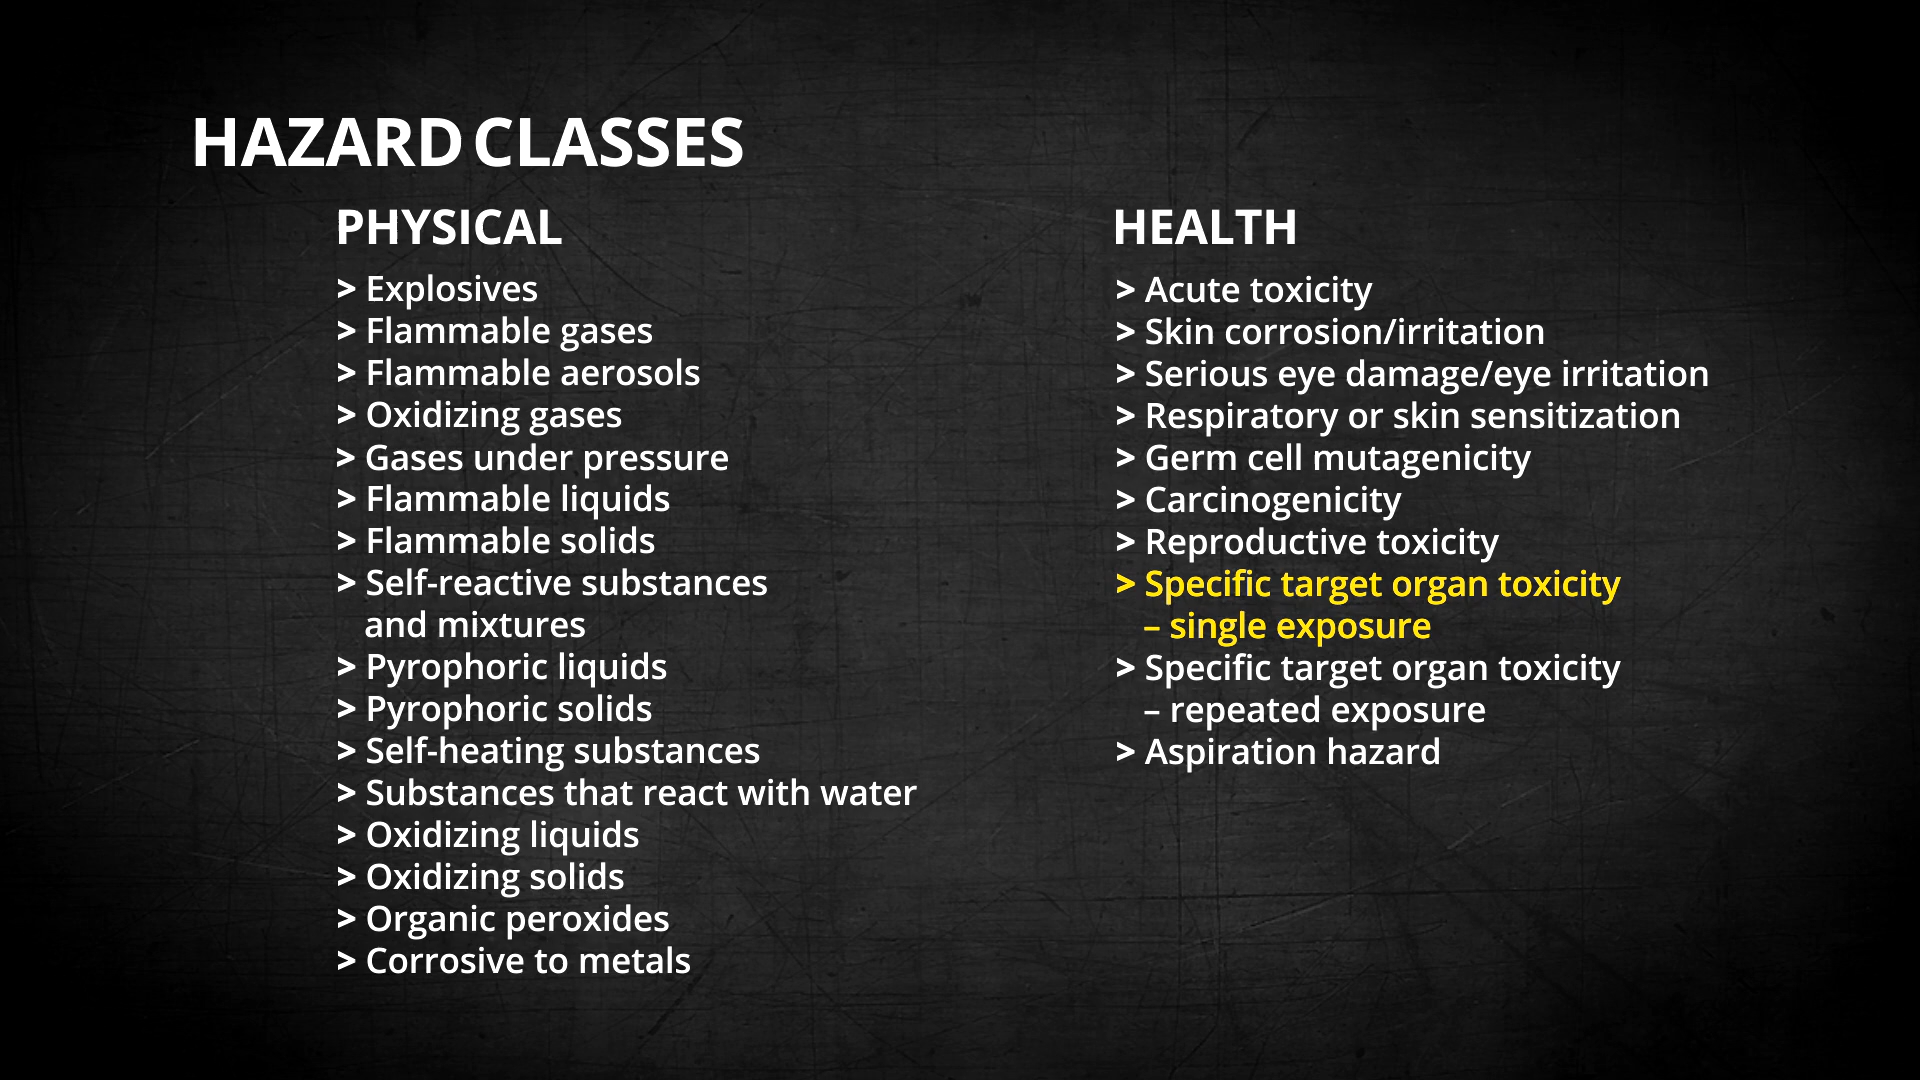 HAZARD CLASSES
PHYSICAL
> Explosives
> Flammable gases
> Flammable aerosols
> Oxidizing gases
> Gases under pressure
> Flammable liquids
> Flammable solids
> Self-reactive substances
and mixtures
> Pyrophoric liquids
> Pyrophoric solids
> Self-heating substances
> Substances that react with water
> Oxidizing liquids
> Oxidizing solids
> Organic peroxides
> Corrosive to metals
HEALTH
> Acute toxicity
> Skin corrosion/irritation
> Serious eye damage/eye irritation
> Respiratory or skin sensitization
> Germ cell mutagenicity
> Carcinogenicity
> Reproductive toxicity
> Specific target organ toxicity
– single exposure
> Specific target organ toxicity
– repeated exposure
> Aspiration hazard